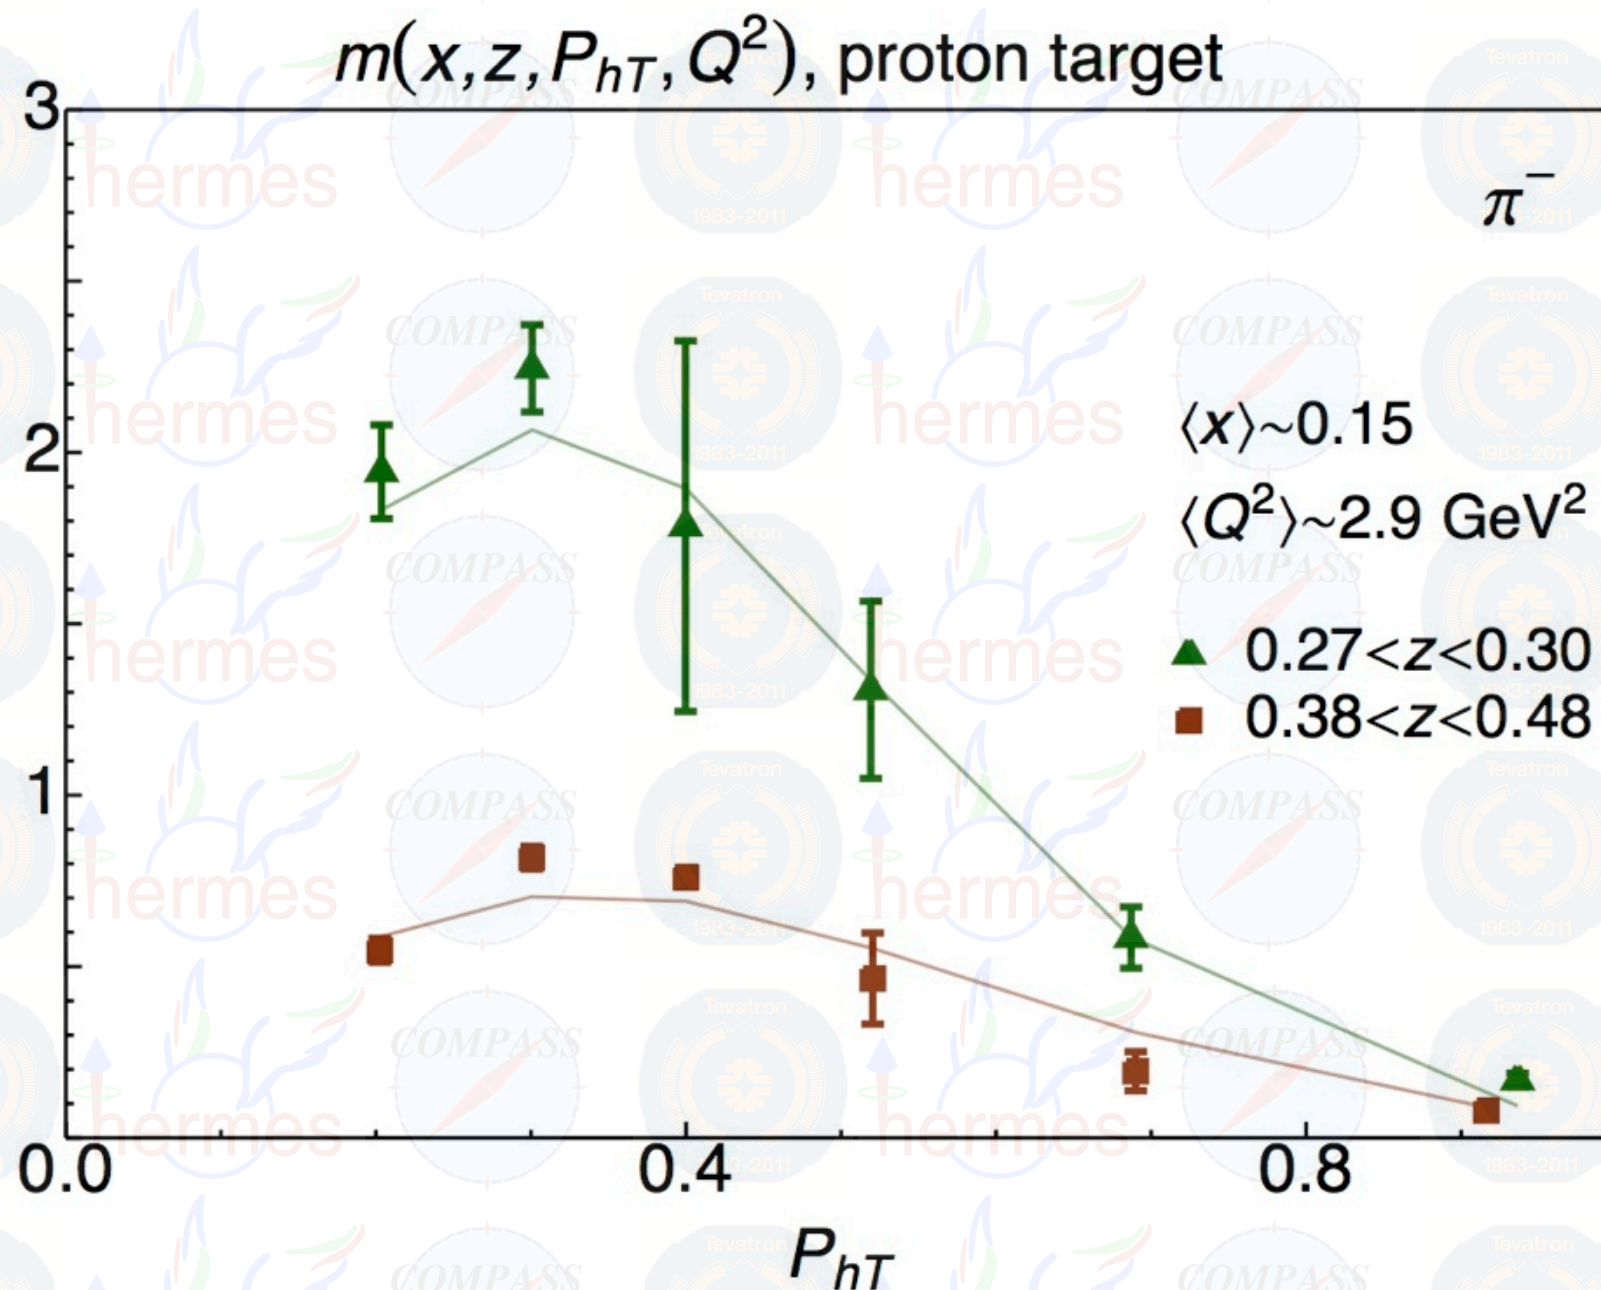 m(x,z,P_hT,Q²), proton target
3
π⁻
2
⟨x⟩~0.15
⟨Q²⟩~2.9 GeV²
0.27<z<0.30
0.38<z<0.48
1
0.0 0.4 0.8
P_hT
hermes
COMPASS
Tevatron
1983-2011